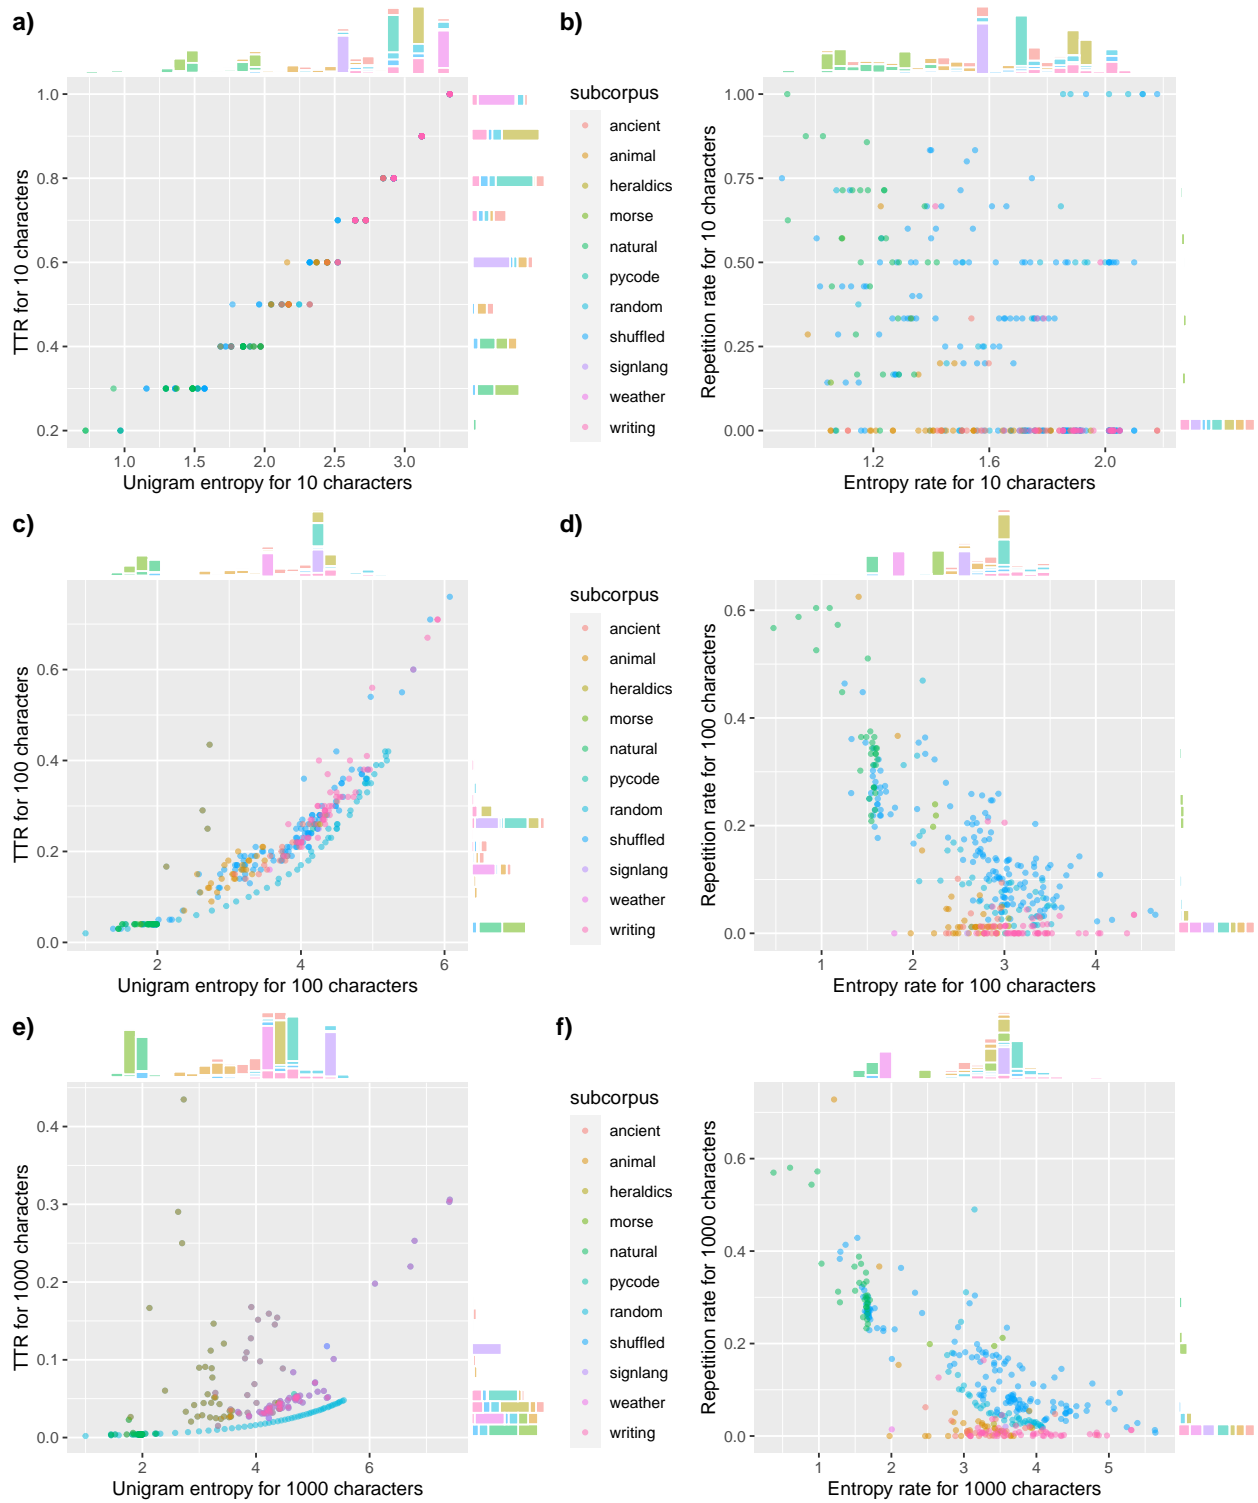 a)
TTR for 10 characters
1.0
0.8
0.6
0.4
0.2
1.0 1.5 2.0 2.5 3.0
Unigram entropy for 10 characters
subcorpus
ancient
animal
heraldics
morse
natural
pycode
random
shuffled
signlang
weather
writing
b)
Repetition rate for 10 characters
1.00
0.75
0.50
0.25
0.00
1.2 1.6 2.0
Entropy rate for 10 characters
c)
TTR for 100 characters
0.6
0.4
0.2
0.0
2 4 6
Unigram entropy for 100 characters
subcorpus
ancient
animal
heraldics
morse
natural
pycode
random
shuffled
signlang
weather
writing
d)
Repetition rate for 100 characters
0.6
0.4
0.2
0.0
1 2 3 4
Entropy rate for 100 characters
e)
TTR for 1000 characters
0.4
0.3
0.2
0.1
0.0
2 4 6
Unigram entropy for 1000 characters
subcorpus
ancient
animal
heraldics
morse
natural
pycode
random
shuffled
signlang
weather
writing
f)
Repetition rate for 1000 characters
0.6
0.4
0.2
0.0
1 2 3 4 5
Entropy rate for 1000 characters